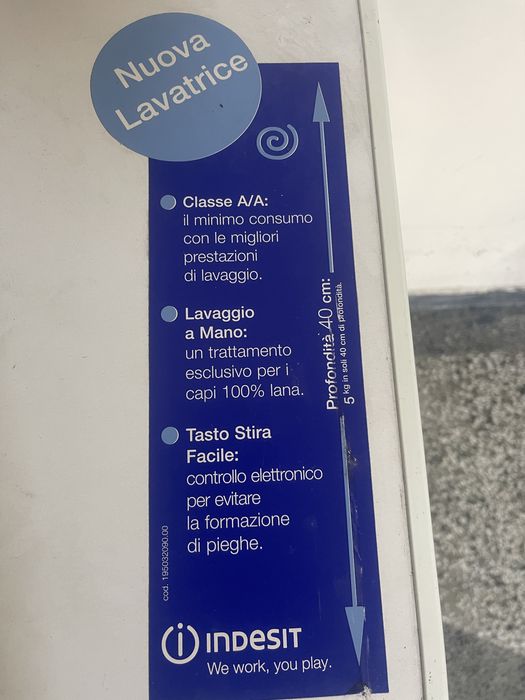 Nuova
Lavatrice
Classe A/A:
il minimo consumo
con le migliori
prestazioni
di lavaggio.
Lavaggio
a Mano:
un trattamento
esclusivo per i
capi 100% lana.
Tasto Stira
Facile:
controllo elettronico
per evitare
la formazione
di pieghe.
Profondità 40 cm:
5 kg in soli 40 cm di profondità.
cod. 195032090.00
indesit
We work, you play.